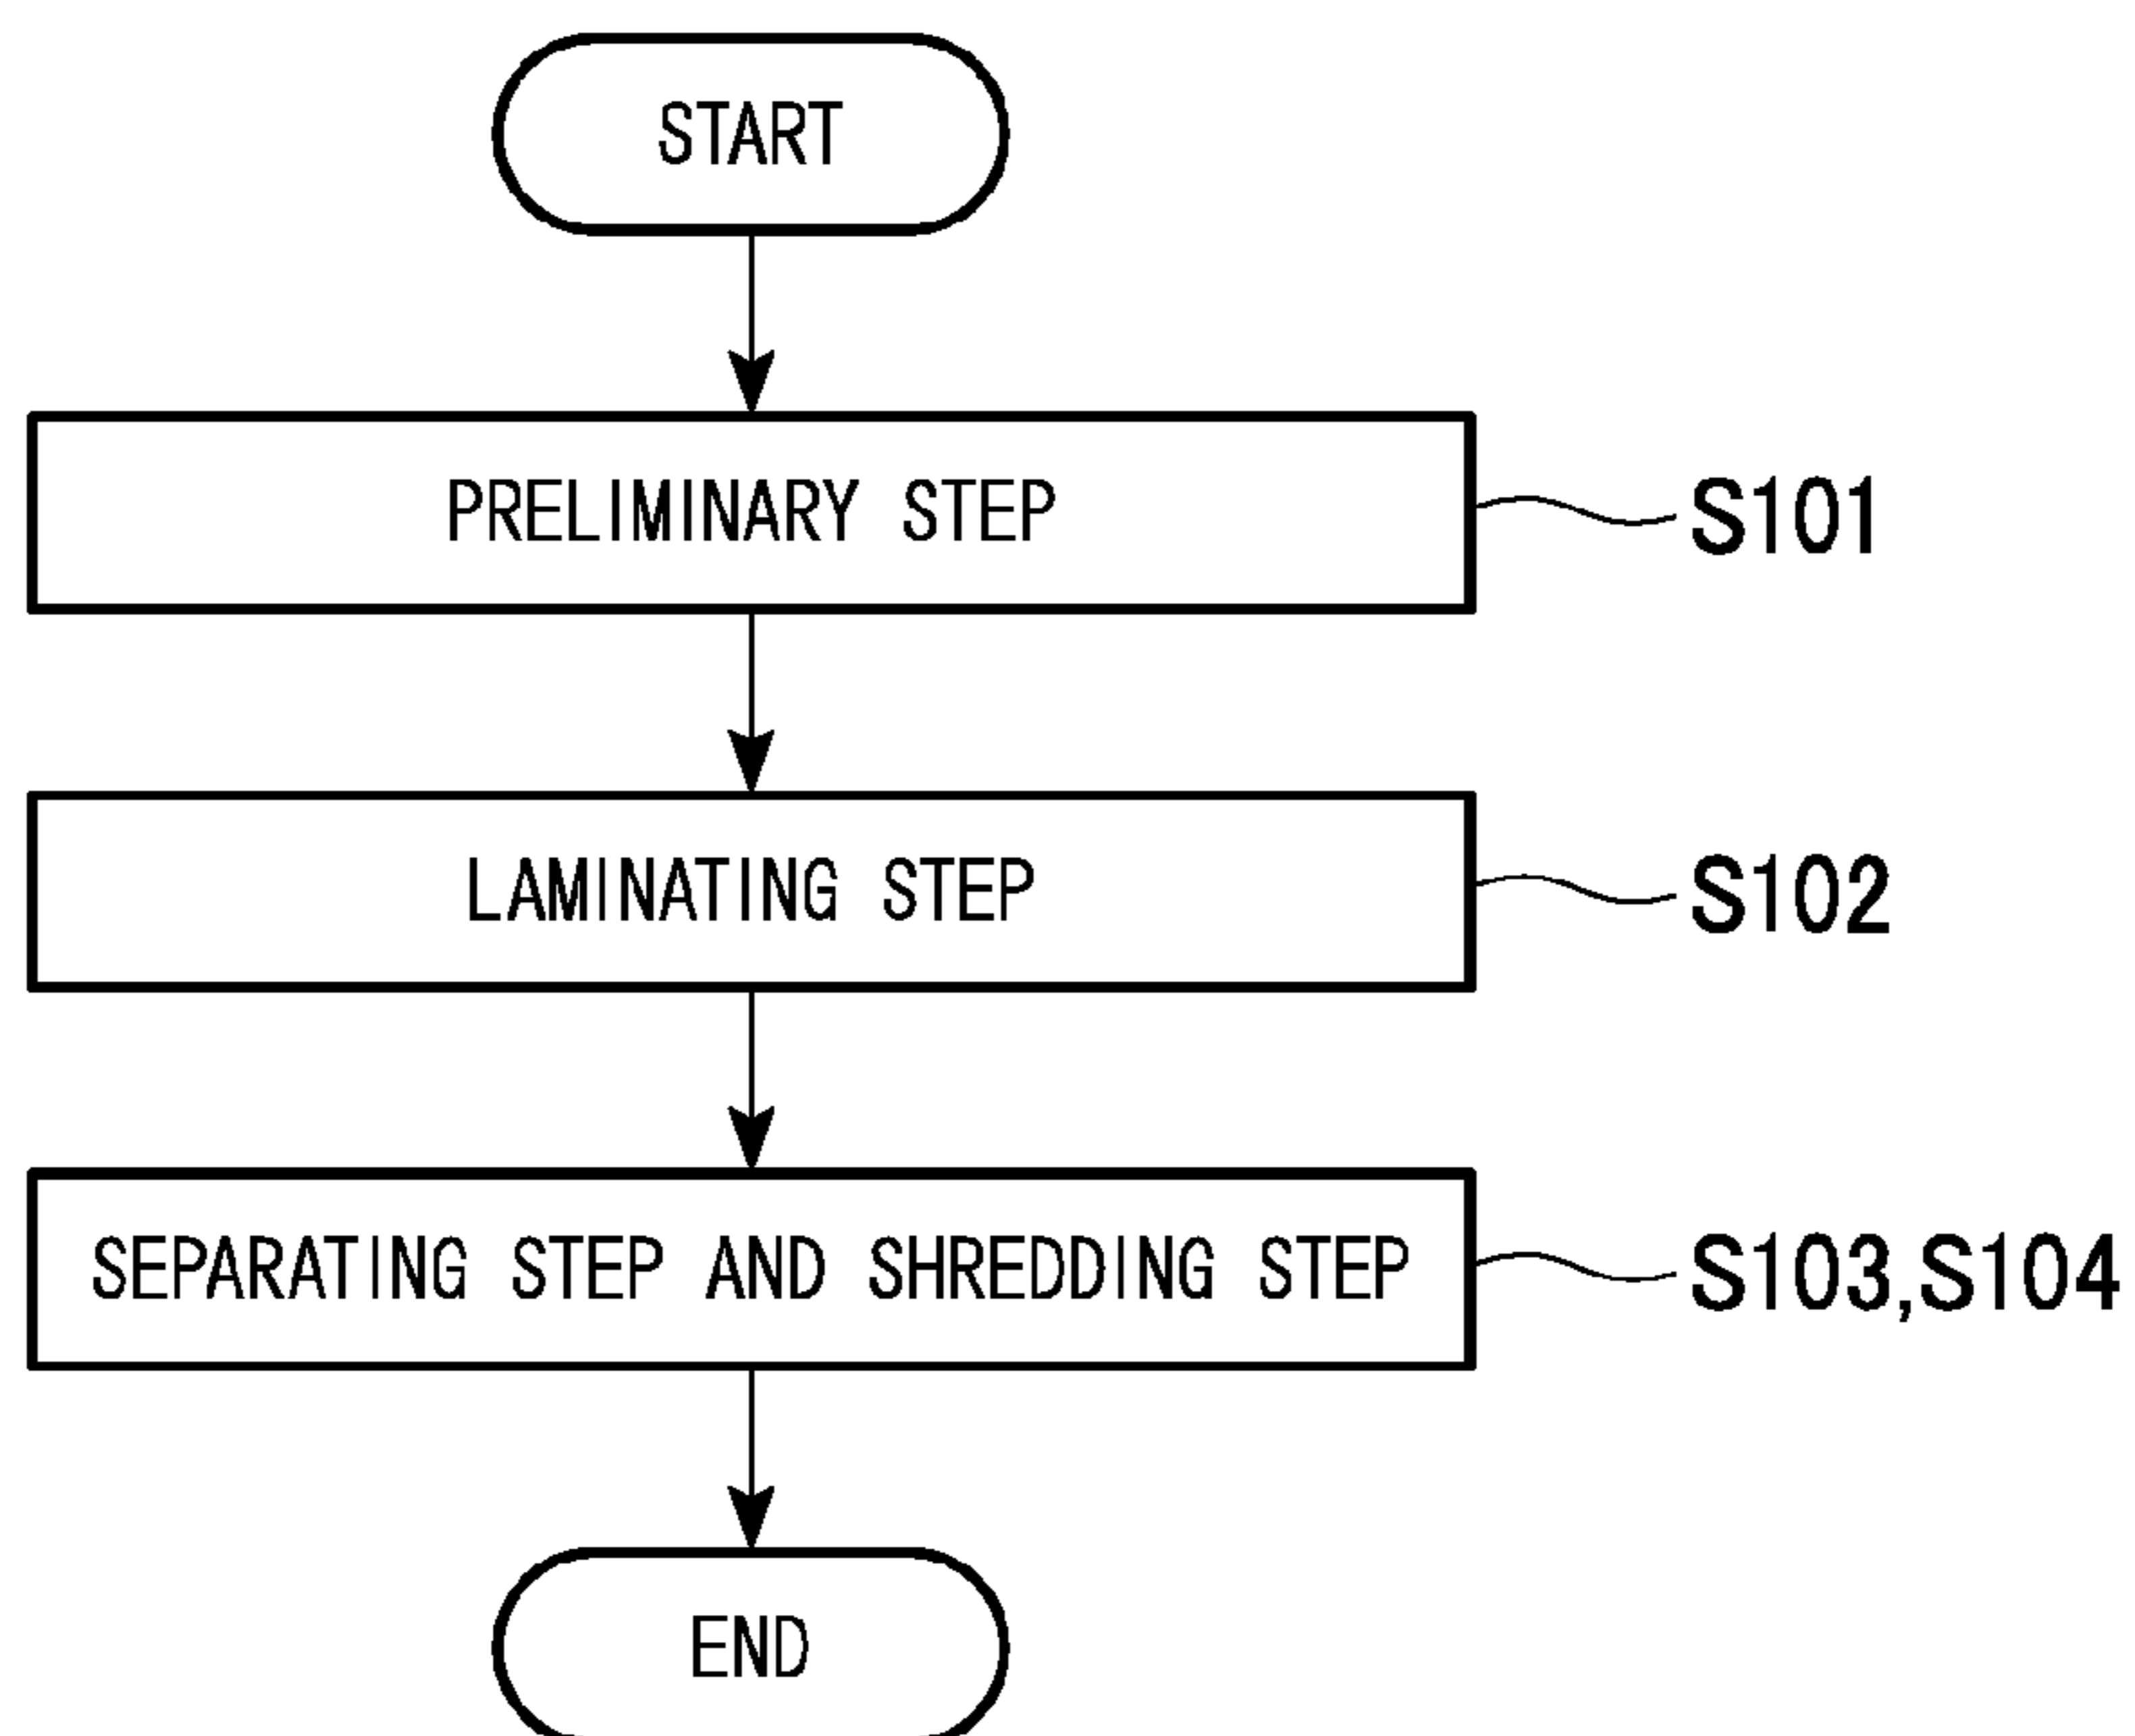 START
PRELIMINARY STEP
S101
LAMINATING STEP
S102
SEPARATING STEP AND SHREDDING STEP
S103,S104
END